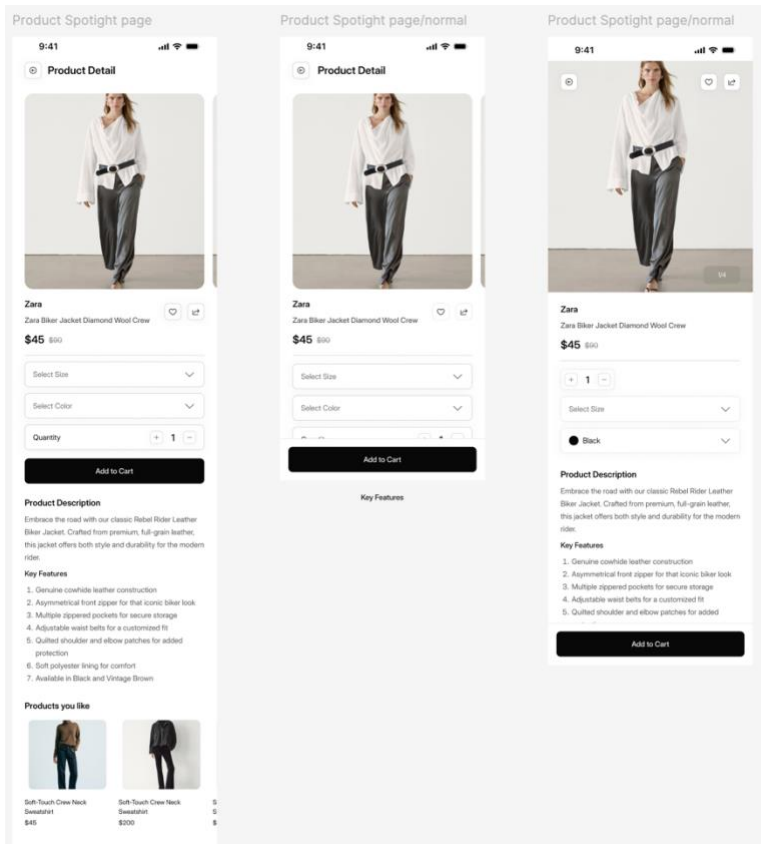 Product Spotight page
9:41
Product Detail
Zara
Zara Biker Jacket Diamond Wool Crew
$45 $90
Select Size
Select Color
Quantity + 1 -
Add to Cart
Product Description
Embrace the road with our classic Rebel Rider Leather
Biker Jacket. Crafted from premium, full-grain leather,
this jacket offers both style and durability for the modern
rider.
Key Features
1. Genuine cowhide leather construction
2. Asymmetrical front zipper for that iconic biker look
3. Multiple zippered pockets for secure storage
4. Adjustable waist belts for a customized fit
5. Quilted shoulder and elbow patches for added
protection
6. Soft polyester lining for comfort
7. Available in Black and Vintage Brown
Products you like
Soft-Touch Crew Neck
Sweatshirt
$45
Soft-Touch Crew Neck
Sweatshirt
$200
S
S
$
Product Spotight page/normal
9:41
Product Detail
Zara
Zara Biker Jacket Diamond Wool Crew
$45 $90
Select Size
Select Color
Add to Cart
Key Features
Product Spotight page/normal
9:41
1/4
Zara
Zara Biker Jacket Diamond Wool Crew
$45 $90
+ 1 -
Select Size
Black
Product Description
Embrace the road with our classic Rebel Rider Leather
Biker Jacket. Crafted from premium, full-grain leather,
this jacket offers both style and durability for the modern
rider.
Key Features
1. Genuine cowhide leather construction
2. Asymmetrical front zipper for that iconic biker look
3. Multiple zippered pockets for secure storage
4. Adjustable waist belts for a customized fit
5. Quilted shoulder and elbow patches for added
Add to Cart